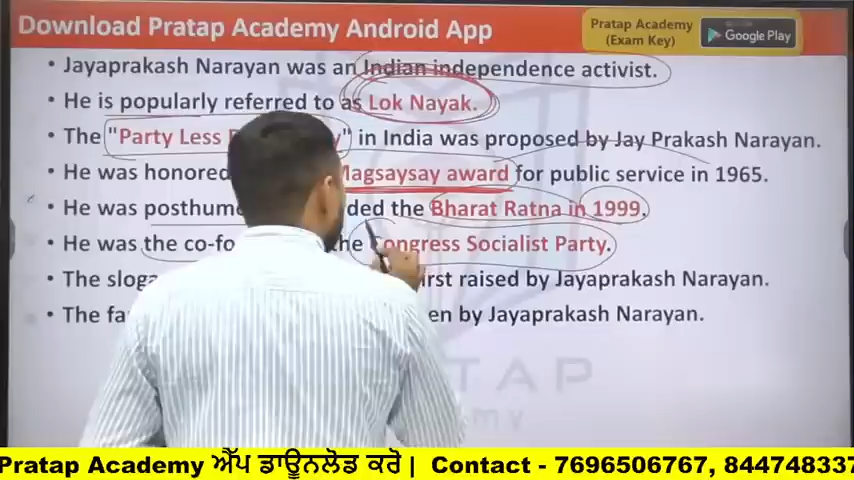 Download Pratap Academy Android App
Pratap Academy
(Exam Key)
Google Play
• Jayaprakash Narayan was an Indian independence activist.
• He is popularly referred to as Lok Nayak.
• The "Party Less " in India was proposed by Jay Prakash Narayan.
• He was honored Magsaysay award for public service in 1965.
• He was posthum ded the Bharat Ratna in 1999.
• He was the co-fo the Congress Socialist Party.
• The sloga irst raised by Jayaprakash Narayan.
• The fa en by Jayaprakash Narayan.
TAP
my
Pratap Academy ਐੱਪ ਡਾਊਨਲੋਡ ਕਰੋ | Contact - 7696506767, 844748337